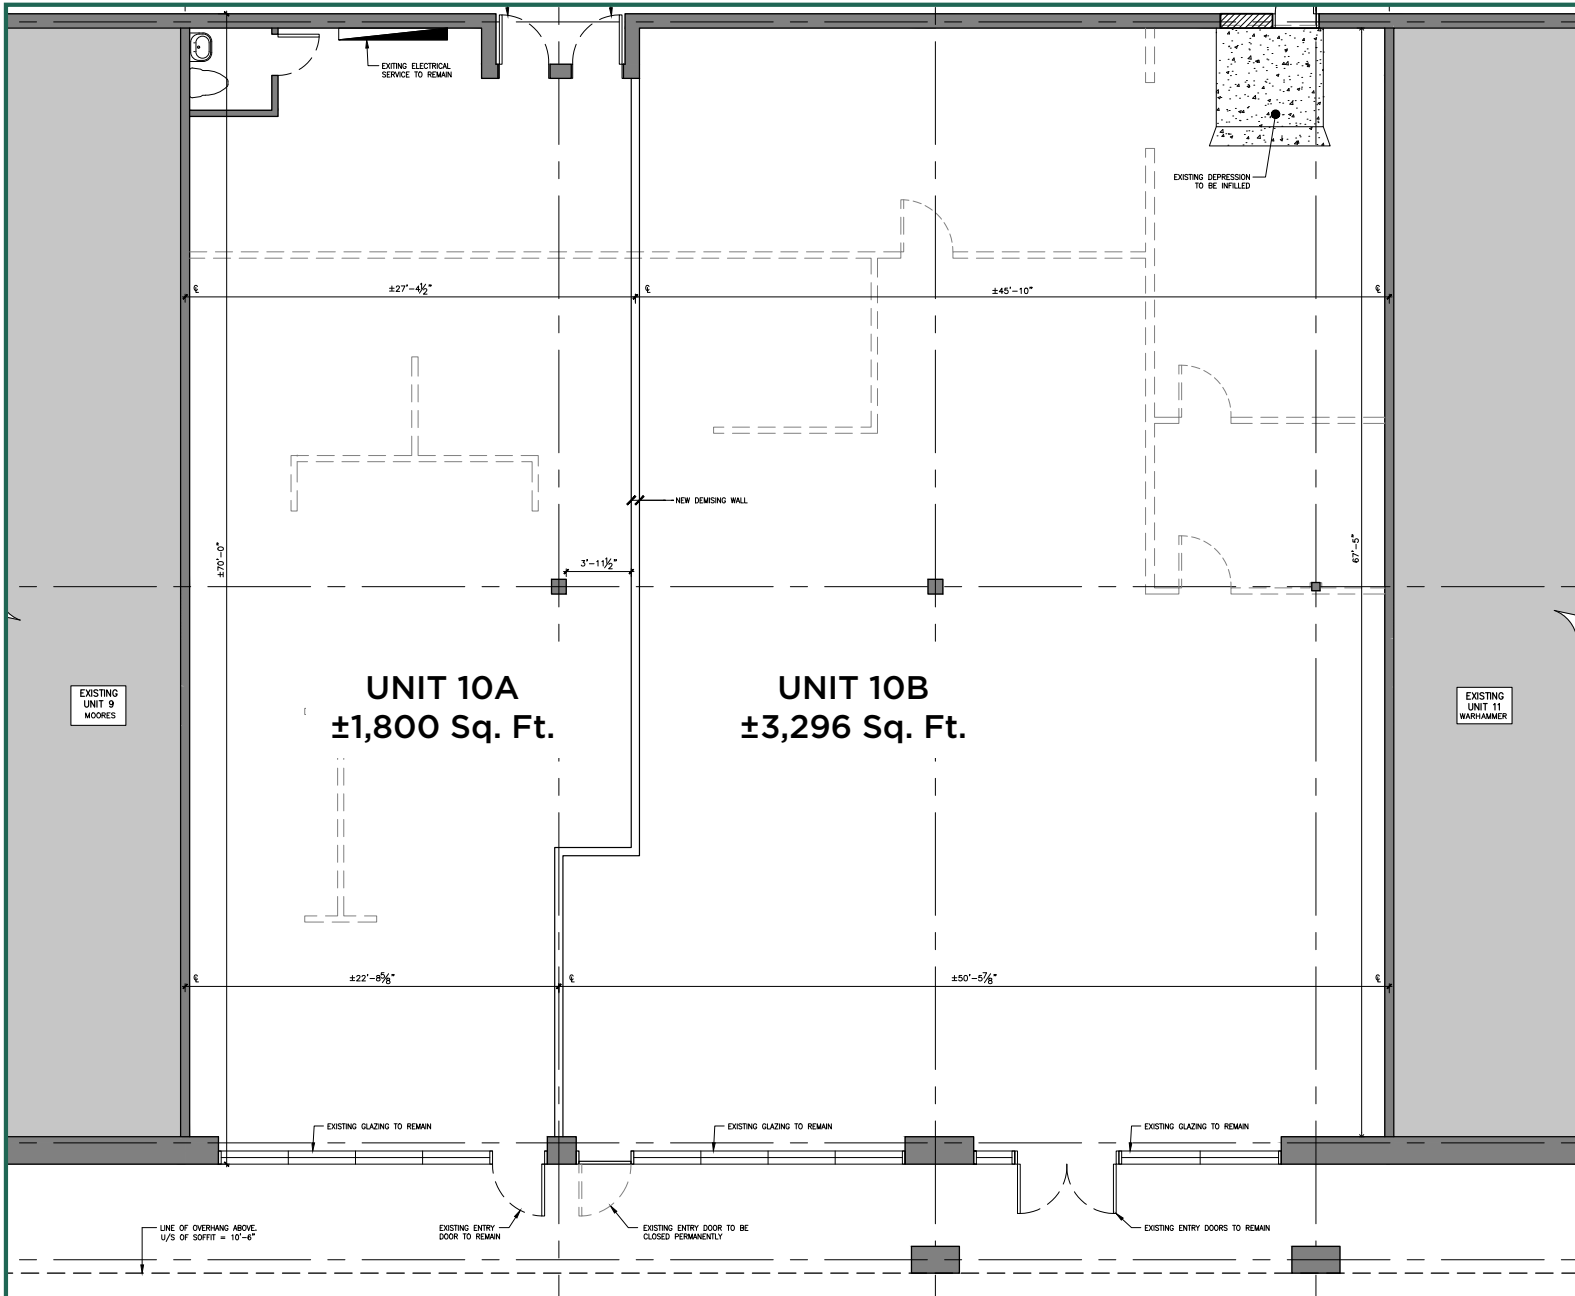 EXITING ELECTRICAL
SERVICE TO REMAIN
EXISTING DEPRESSION
TO BE INFILLED
℄
±27'-4½"
℄
±45'-10"
℄
NEW DEMISING WALL
±70'-0"
3'-11½"
67'-5"
UNIT 10A
±1,800 Sq. Ft.
UNIT 10B
±3,296 Sq. Ft.
EXISTING
UNIT 9
MOORES
EXISTING
UNIT 11
WARHAMMER
℄
±22'-8⅝"
℄
±50'-5⅞"
℄
EXISTING GLAZING TO REMAIN
EXISTING GLAZING TO REMAIN
EXISTING GLAZING TO REMAIN
LINE OF OVERHANG ABOVE.
U/S OF SOFFIT = 10'-6"
EXISTING ENTRY
DOOR TO REMAIN
EXISTING ENTRY DOOR TO BE
CLOSED PERMANENTLY
EXISTING ENTRY DOORS TO REMAIN